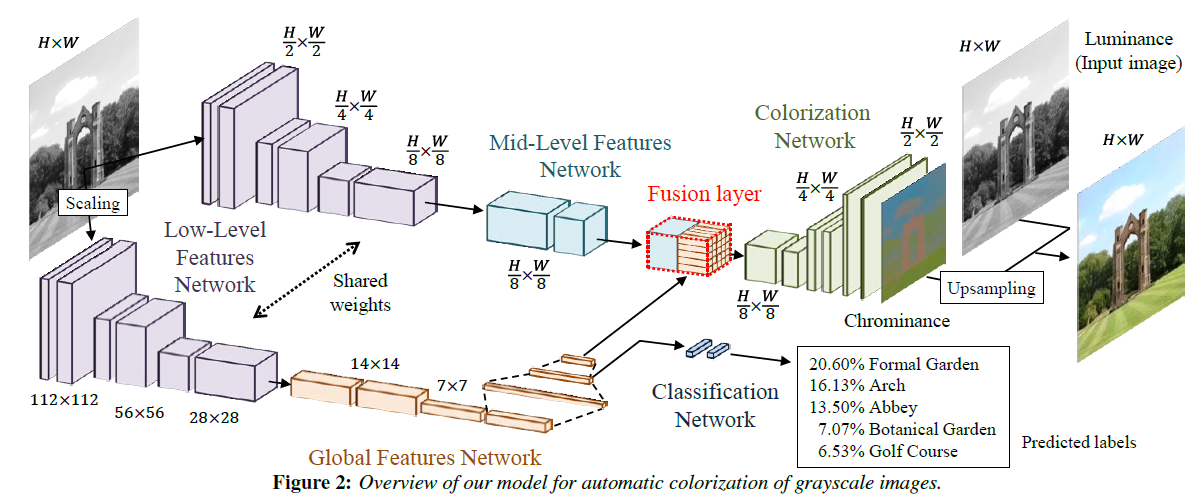 H×W
Scaling
H/2 × W/2
H/4 × W/4
H/8 × W/8
Low-Level
Features
Network
Shared
weights
112×112
56×56
28×28
Mid-Level Features
Network
H/8 × W/8
Fusion layer
14×14
7×7
Global Features Network
Colorization
Network
H/8 × W/8
H/4 × W/4
H/2 × W/2
Chrominance
Classification
Network
H×W
Luminance
(Input image)
H×W
Upsampling
20.60% Formal Garden
16.13% Arch
13.50% Abbey
7.07% Botanical Garden
6.53% Golf Course
Predicted labels
Figure 2: Overview of our model for automatic colorization of grayscale images.